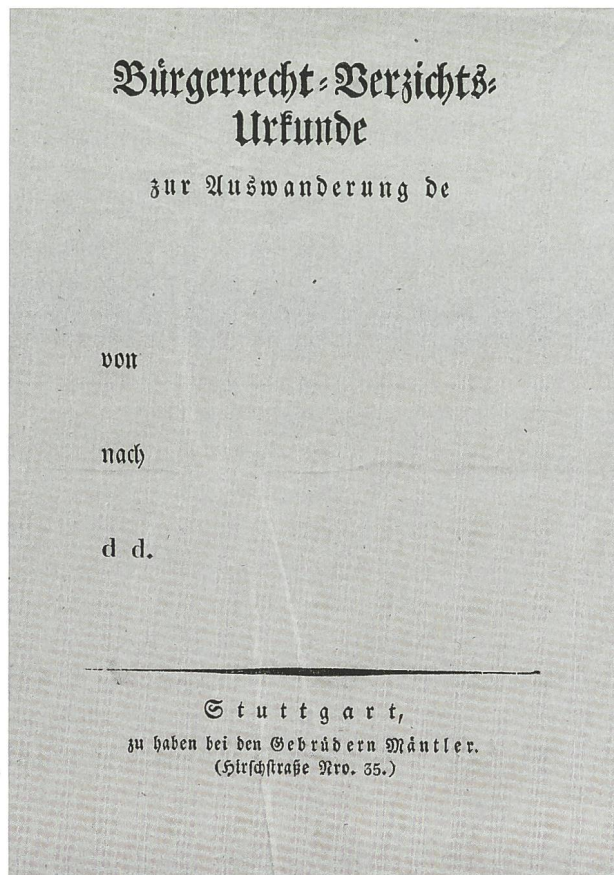 Bürgerrecht-Verzichts-
Urkunde
zur Auswanderung de
von
nach
d d.
Stuttgart,
zu haben bei den Gebrüdern Mäntler.
(Hirschstraße Nro. 35.)